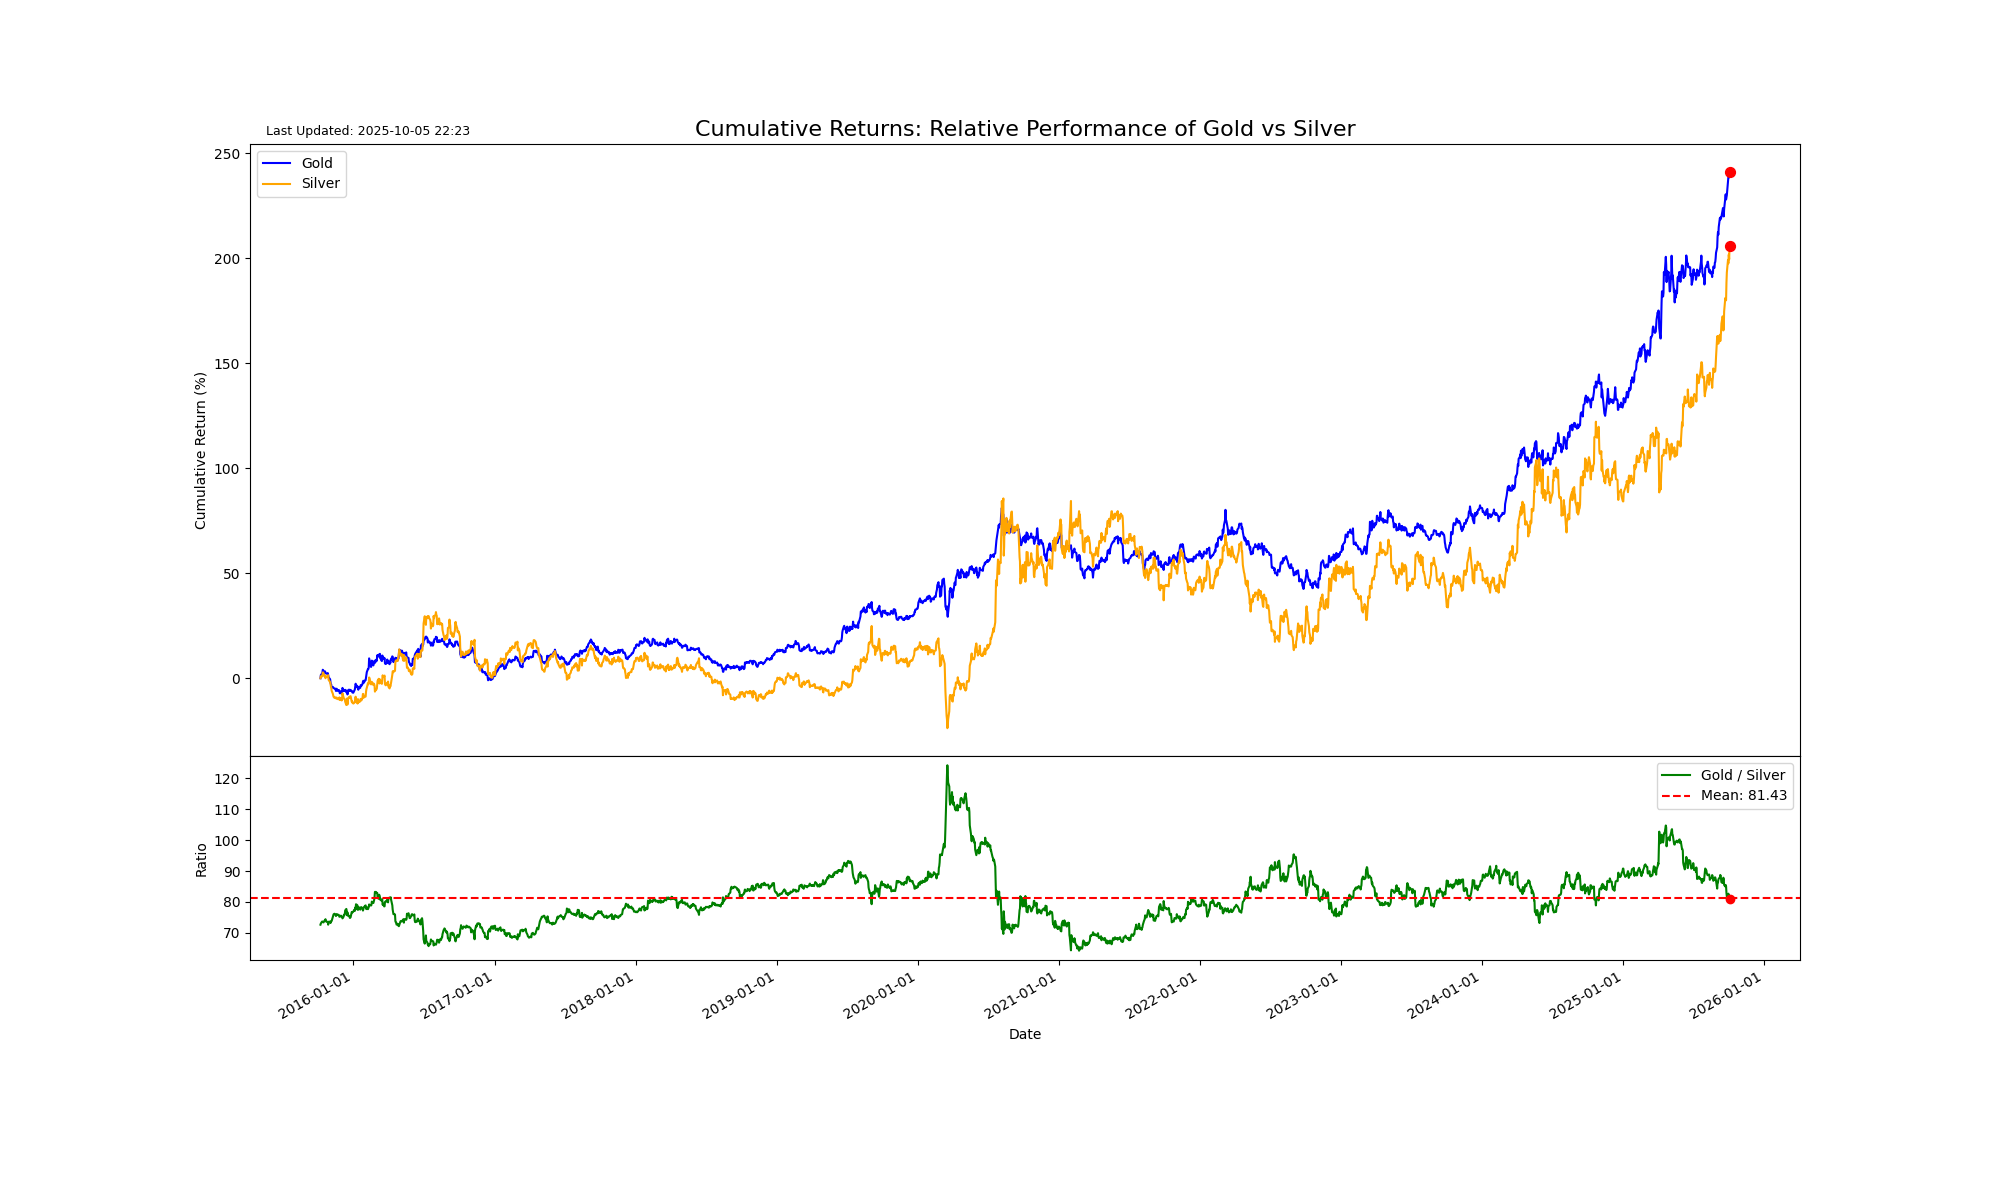 Last Updated: 2025-10-05 22:23
Cumulative Returns: Relative Performance of Gold vs Silver
Gold
Silver
Cumulative Return (%)
250
200
150
100
50
0
Gold / Silver
Mean: 81.43
Ratio
120
110
100
90
80
70
2016-01-01
2017-01-01
2018-01-01
2019-01-01
2020-01-01
2021-01-01
2022-01-01
2023-01-01
2024-01-01
2025-01-01
2026-01-01
Date